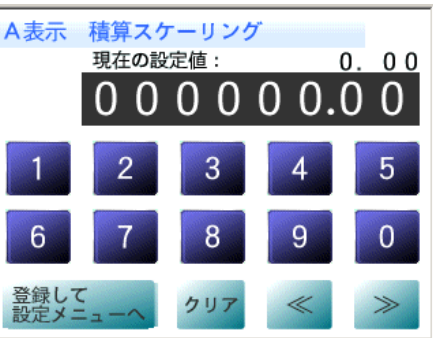 A表示 積算スケーリング
現在の設定値： 0. 00
000000.00
1 2 3 4 5
6 7 8 9 0
登録して
設定メニューへ クリア ≪ ≫